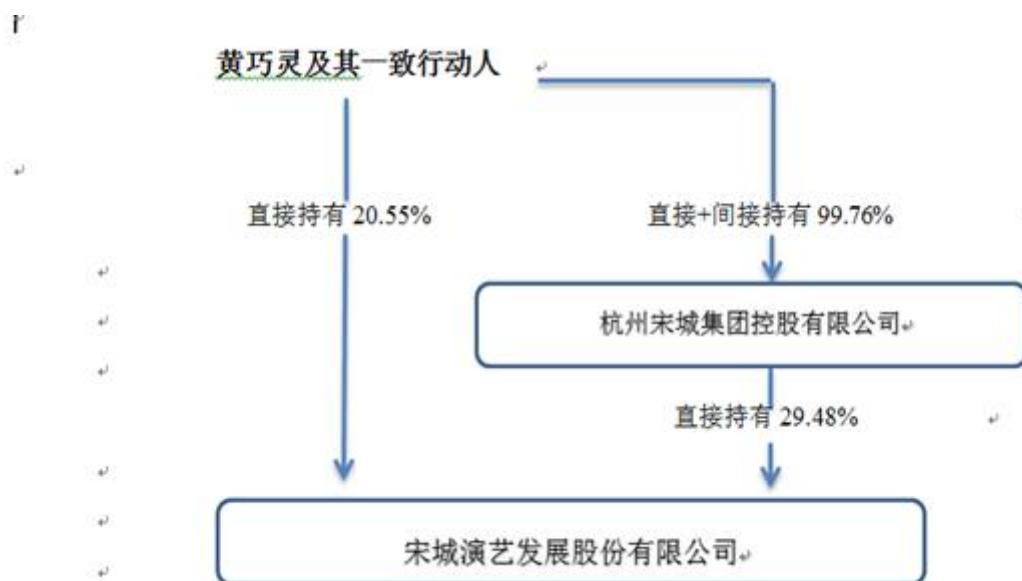 黄巧灵及其一致行动人
直接持有 20.55%
直接+间接持有 99.76%
杭州宋城集团控股有限公司
直接持有 29.48%
宋城演艺发展股份有限公司